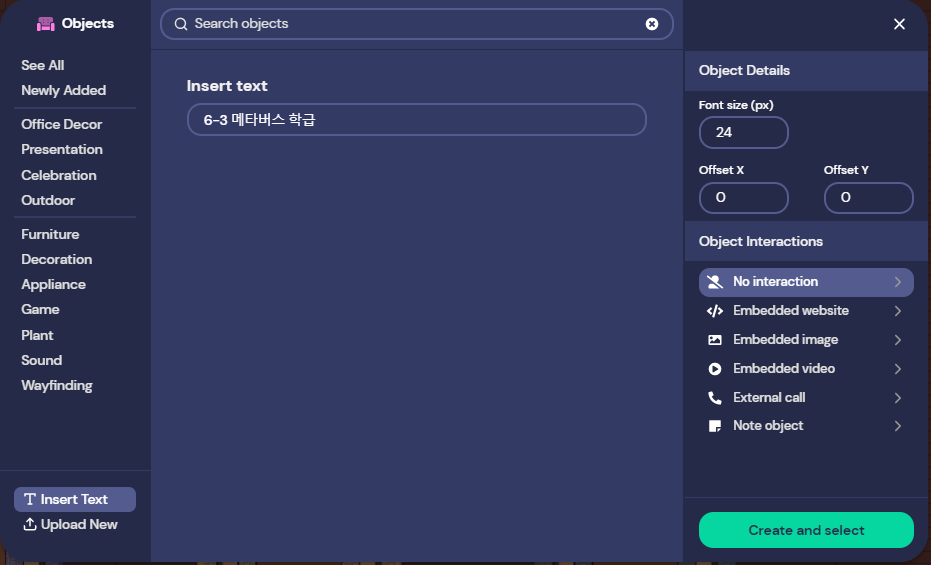 Objects
See All
Newly Added
Office Decor
Presentation
Celebration
Outdoor
Furniture
Decoration
Appliance
Game
Plant
Sound
Wayfinding
Insert Text
Upload New
Search objects
Insert text
6-3 메타버스 학급
Object Details
Font size (px)
24
Offset X Offset Y
0 0
Object Interactions
No interaction
Embedded website
Embedded image
Embedded video
External call
Note object
Create and select